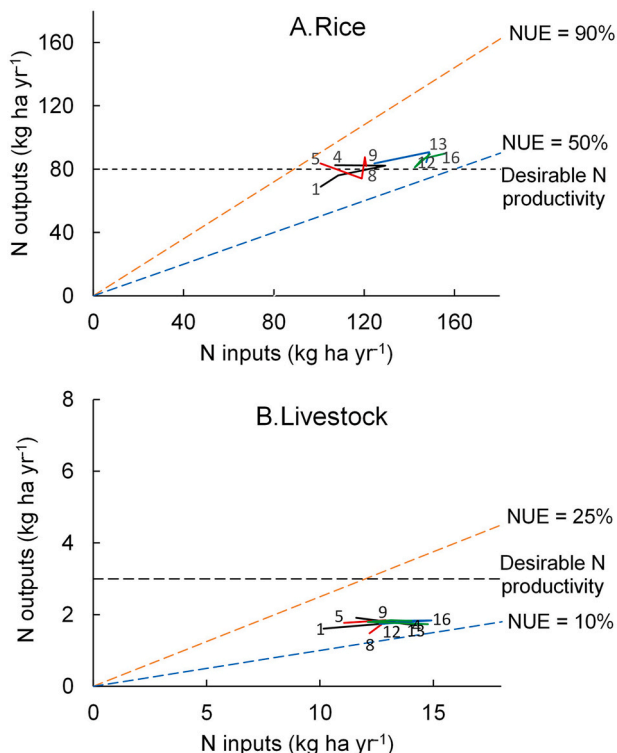 A.Rice
NUE = 90%
160
120
N outputs (kg ha yr⁻¹)
13
NUE = 50%
5 4 9
12 16
80
8
Desirable N
productivity
1
40
0
0 40 80 120 160
N inputs (kg ha yr⁻¹)
8
B.Livestock
6
N outputs (kg ha yr⁻¹)
NUE = 25%
4
Desirable N
productivity
5 9
16
2
1
12 13
NUE = 10%
8
0
0 5 10 15
N inputs (kg ha yr⁻¹)